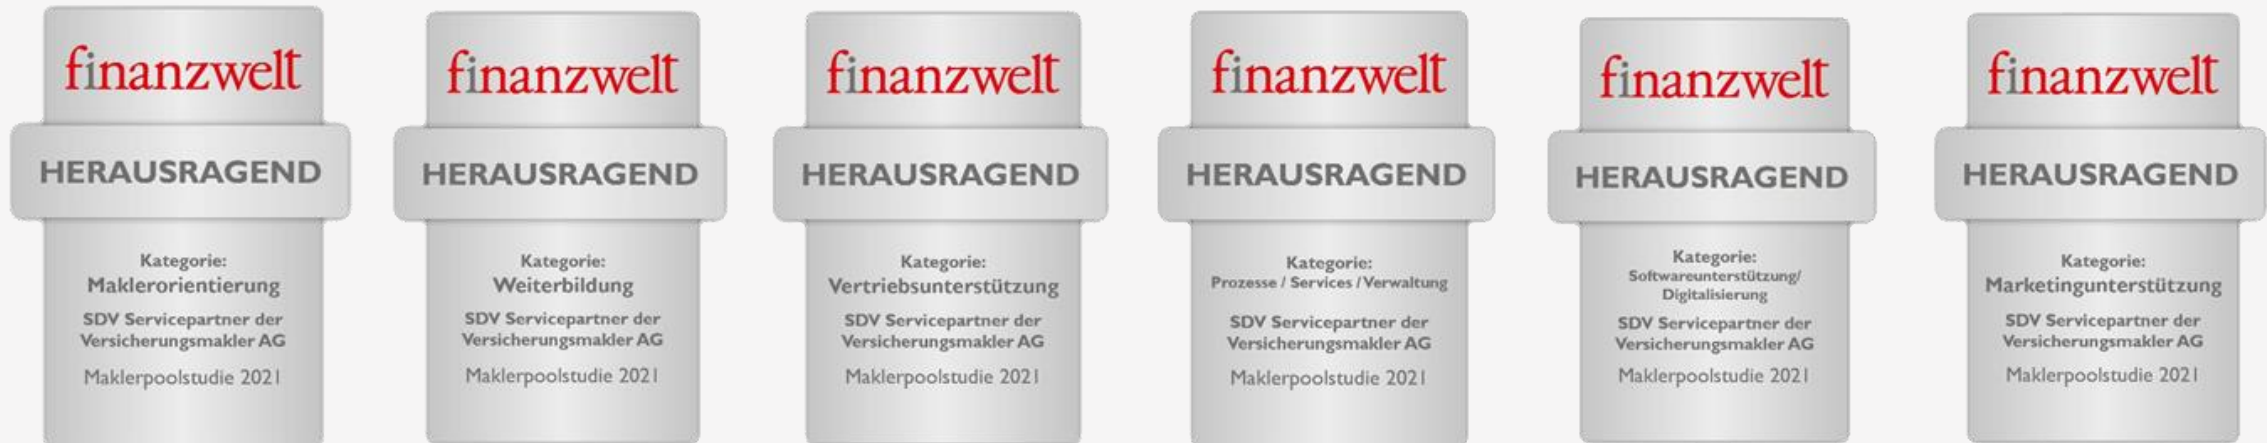 finanzwelt
HERAUSRAGEND
Kategorie:
Maklerorientierung
SDV Servicepartner der
Versicherungsmakler AG
Maklerpoolstudie 2021
finanzwelt
HERAUSRAGEND
Kategorie:
Weiterbildung
SDV Servicepartner der
Versicherungsmakler AG
Maklerpoolstudie 2021
finanzwelt
HERAUSRAGEND
Kategorie:
Vertriebsunterstützung
SDV Servicepartner der
Versicherungsmakler AG
Maklerpoolstudie 2021
finanzwelt
HERAUSRAGEND
Kategorie:
Prozesse / Services / Verwaltung
SDV Servicepartner der
Versicherungsmakler AG
Maklerpoolstudie 2021
finanzwelt
HERAUSRAGEND
Kategorie:
Softwareunterstützung/
Digitalisierung
SDV Servicepartner der
Versicherungsmakler AG
Maklerpoolstudie 2021
finanzwelt
HERAUSRAGEND
Kategorie:
Marketingunterstützung
SDV Servicepartner der
Versicherungsmakler AG
Maklerpoolstudie 2021